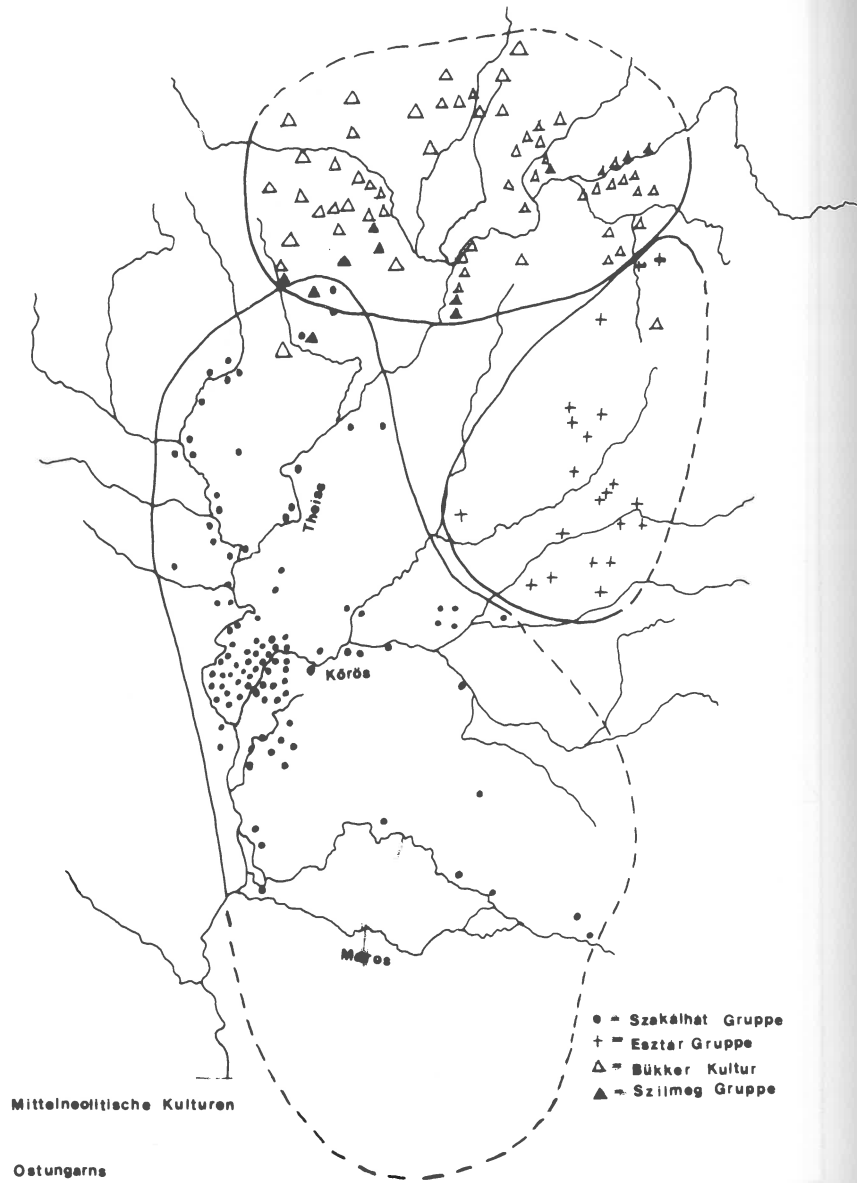 Theiss
Körös
Maros
● = Szakálhát Gruppe
+ = Esztár Gruppe
△ = Bükker Kultur
▲ = Szilmeg Gruppe
Mittelneolitische Kulturen
Ostungarns